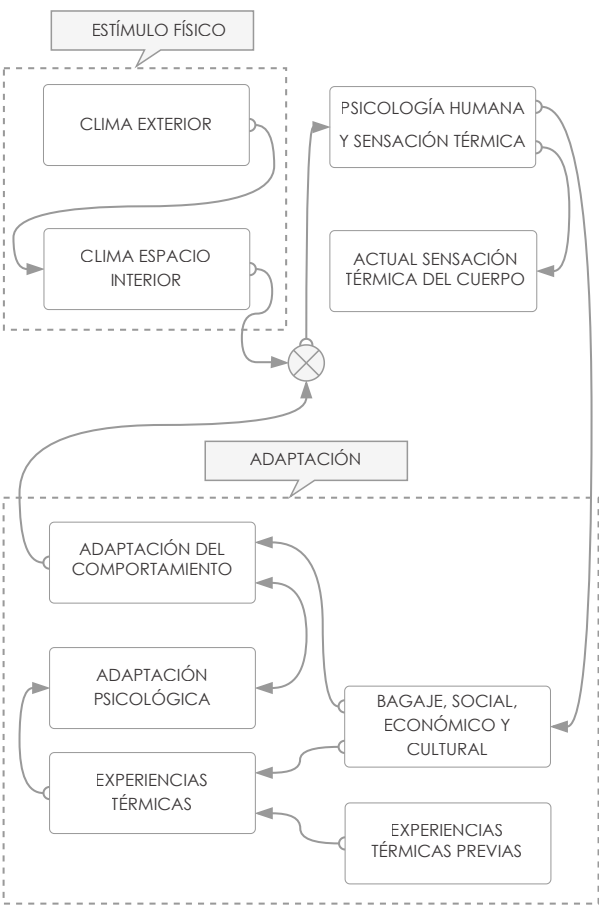 ESTÍMULO FÍSICO
CLIMA EXTERIOR
CLIMA ESPACIO
INTERIOR
PSICOLOGÍA HUMANA
Y SENSACIÓN TÉRMICA
ACTUAL SENSACIÓN
TÉRMICA DEL CUERPO
ADAPTACIÓN
ADAPTACIÓN DEL
COMPORTAMIENTO
ADAPTACIÓN
PSICOLÓGICA
EXPERIENCIAS
TÉRMICAS
BAGAJE, SOCIAL,
ECONÓMICO Y
CULTURAL
EXPERIENCIAS
TÉRMICAS PREVIAS